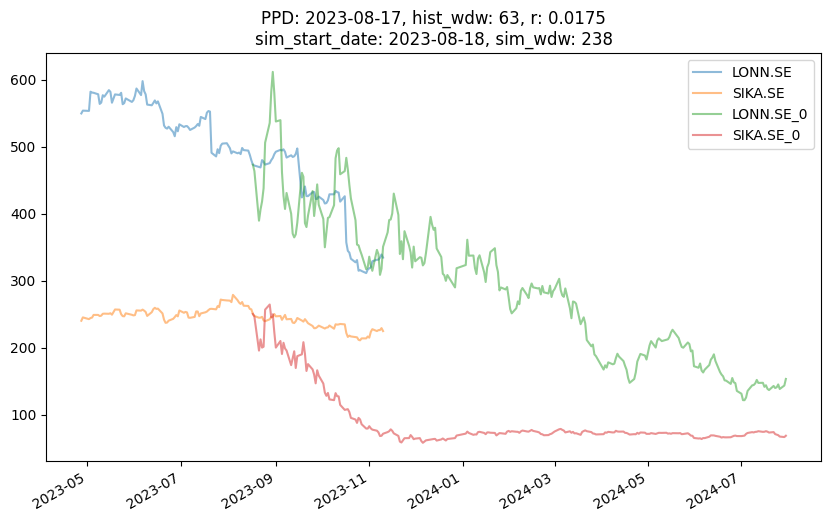 PPD: 2023-08-17, hist_wdw: 63, r: 0.0175
sim_start_date: 2023-08-18, sim_wdw: 238
LONN.SE
SIKA.SE
LONN.SE_0
SIKA.SE_0
600
500
400
300
200
100
2023-05
2023-07
2023-09
2023-11
2024-01
2024-03
2024-05
2024-07